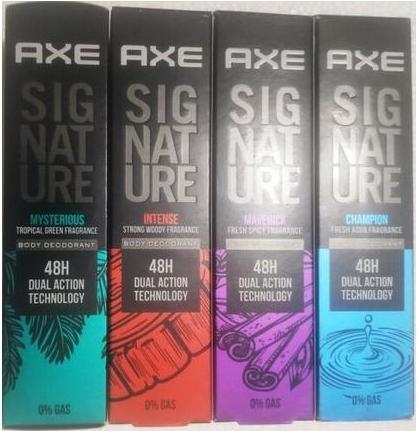 AXE
SIG
NAT
URE
MYSTERIOUS
TROPICAL GREEN FRAGRANCE
BODY DEODORANT
48H
DUAL ACTION
TECHNOLOGY
0% GAS
AXE
SIG
NAT
URE
INTENSE
STRONG WOODY FRAGRANCE
BODY DEODORANT
48H
DUAL ACTION
TECHNOLOGY
0% GAS
AXE
SIG
NAT
URE
MAVERICK
FRESH SPICY FRAGRANCE
48H
DUAL ACTION
TECHNOLOGY
0% GAS
AXE
SIG
NAT
URE
CHAMPION
FRESH AQUA FRAGRANCE
48H
DUAL ACTION
TECHNOLOGY
0% GAS